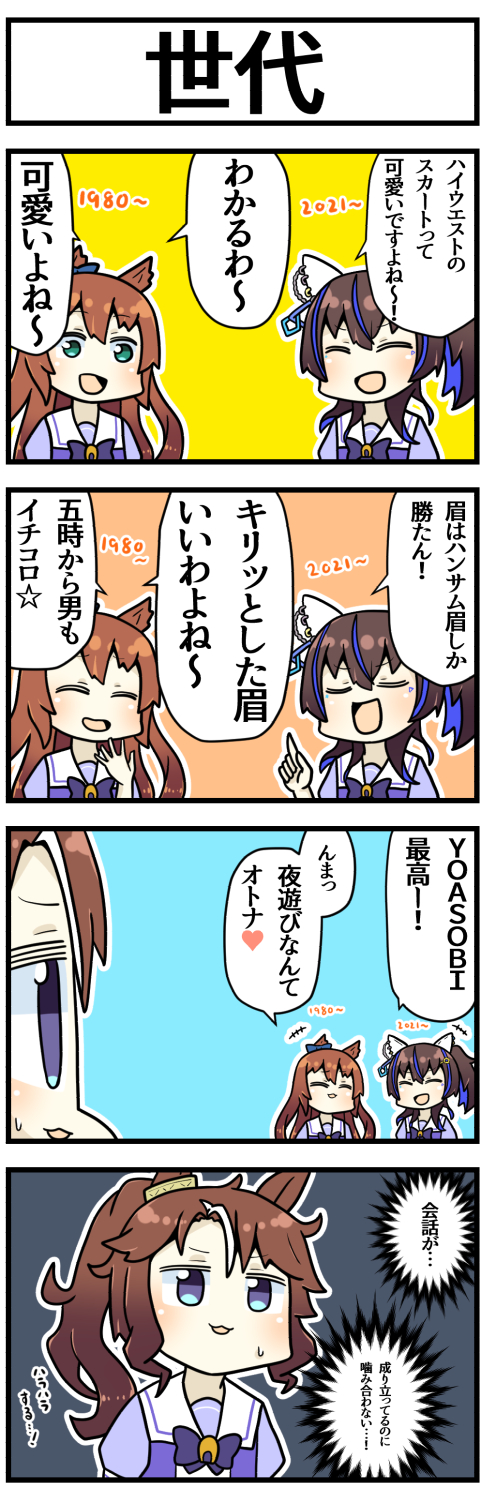 世代
ハイウエストの
スカートって
可愛いですよね〜!
2021〜
わかるわ〜
1980〜
可愛いよね〜
眉はハンサム眉しか
勝たん!
2021〜
キリッとした眉
いいわよね〜
1980〜
五時から男も
イチコロ☆
YOASOBI
最高ー!
2021〜
んまっ
夜遊びなんて
オトナ♥
1980〜
会話が…
成り立ってるのに
噛み合わない…!
ハラハラ
する…!